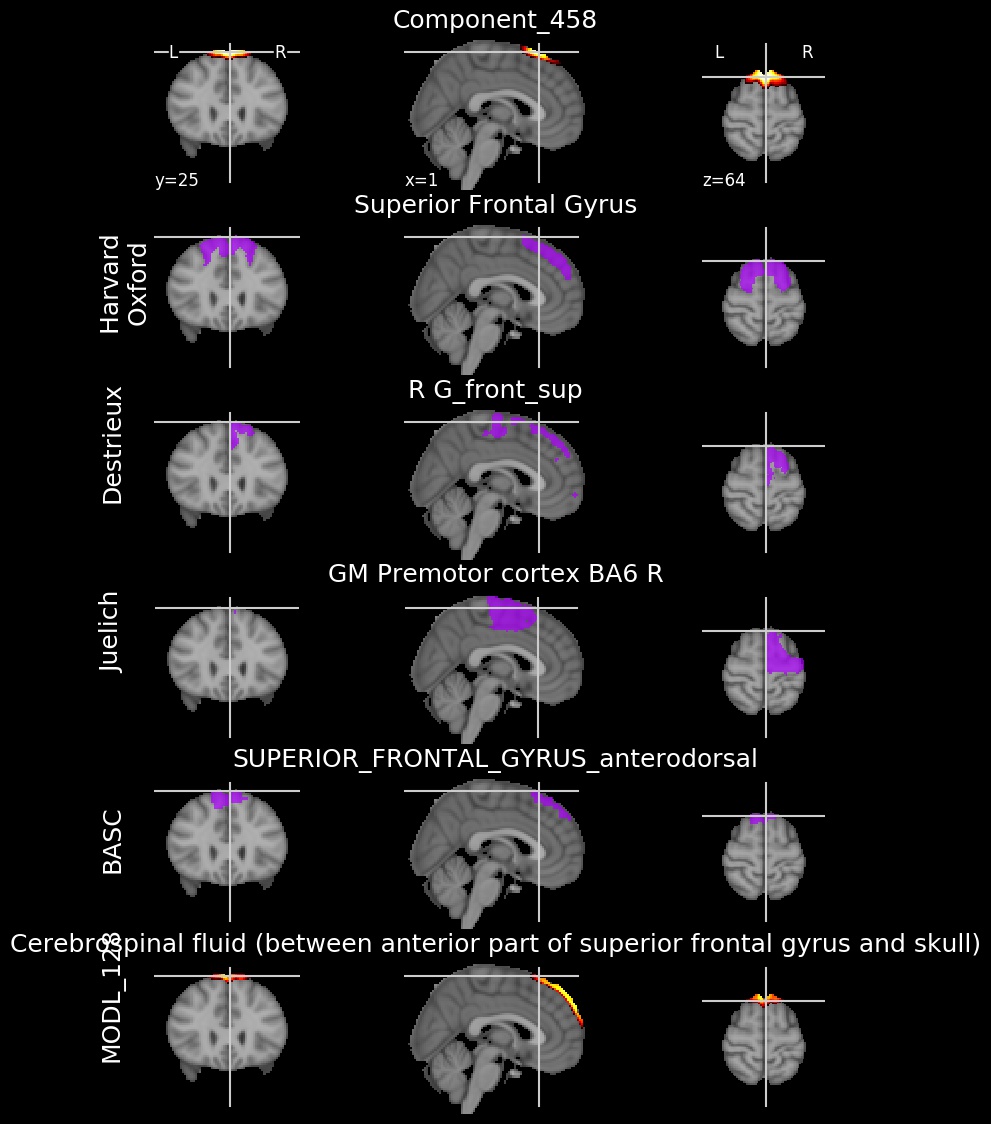 Component_458
L R
L R
y=25
x=1
z=64
Superior Frontal Gyrus
Harvard
Oxford
R G_front_sup
Destrieux
GM Premotor cortex BA6 R
Juelich
SUPERIOR_FRONTAL_GYRUS_anterodorsal
BASC
Cerebrospinal fluid (between anterior part of superior frontal gyrus and skull)
MODL_128